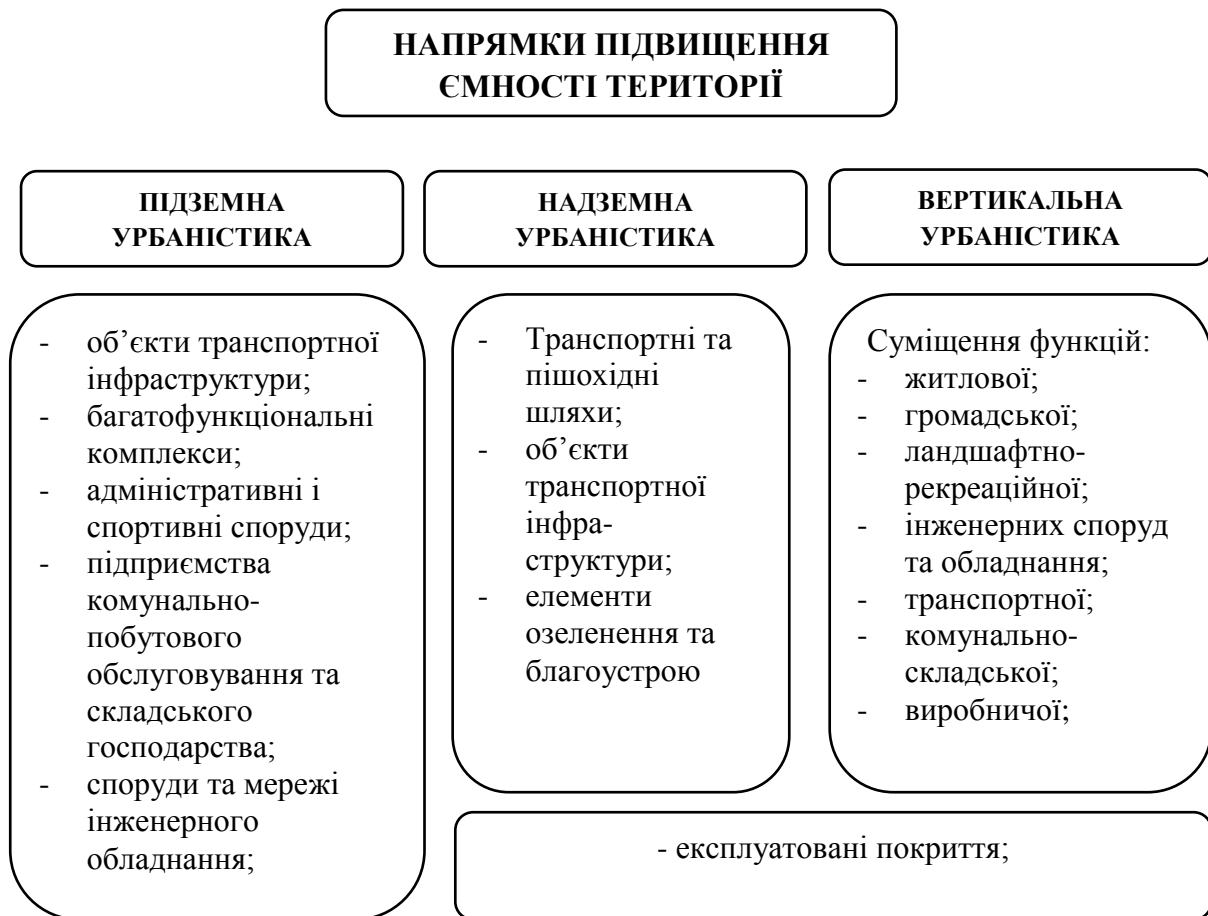 НАПРЯМКИ ПІДВИЩЕННЯ
ЄМНОСТІ ТЕРИТОРІЇ
ПІДЗЕМНА
УРБАНІСТИКА
НАДЗЕМНА
УРБАНІСТИКА
ВЕРТИКАЛЬНА
УРБАНІСТИКА
- об’єкти транспортної
інфраструктури;
- багатофункціональні
комплекси;
- адміністративні і
спортивні споруди;
- підприємства
комунально-
побутового
обслуговування та
складського
господарства;
- споруди та мережі
інженерного
обладнання;
- Транспортні та
пішохідні
шляхи;
- об’єкти
транспортної
інфра-
структури;
- елементи
озеленення та
благоустрою
Суміщення функцій:
- житлової;
- громадської;
- ландшафтно-
рекреаційної;
- інженерних споруд
та обладнання;
- транспортної;
- комунально-
складської;
- виробничої;
- експлуатовані покриття;